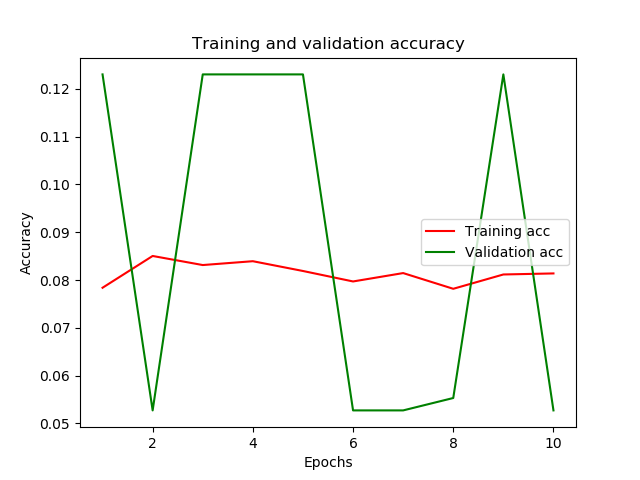 Training and validation accuracy
0.12
0.11
0.10
0.09
0.08
0.07
0.06
0.05
Accuracy
Training acc
Validation acc
2 4 6 8 10
Epochs